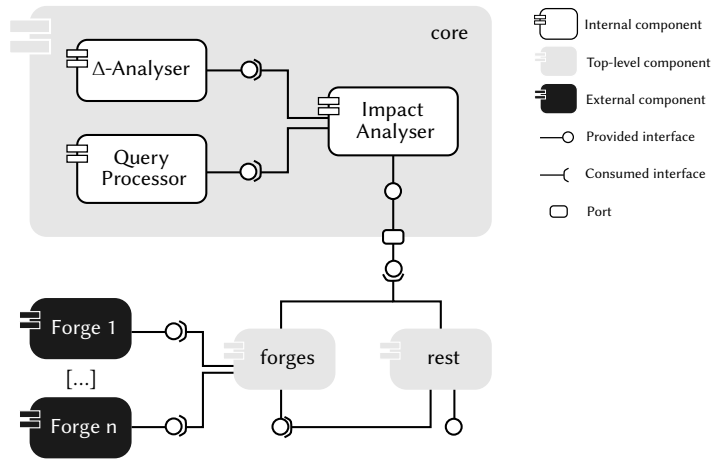 core
Δ-Analyser
Impact
Analyser
Query
Processor
Forge 1
[...]
Forge n
forges
rest
Internal component
Top-level component
External component
Provided interface
Consumed interface
Port